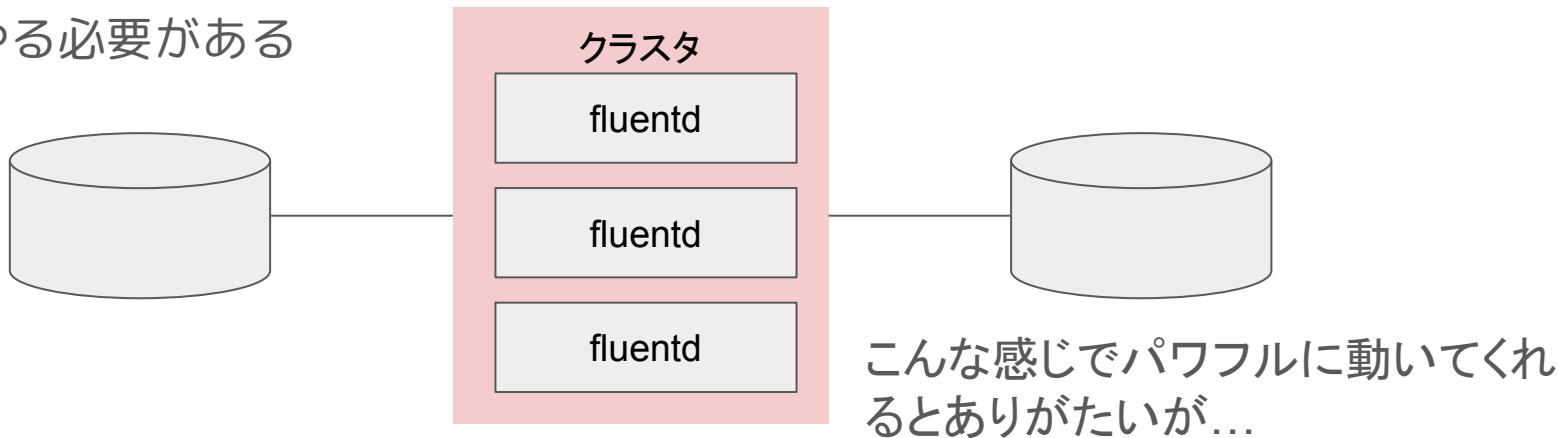 やる必要がある
クラスタ
fluentd
fluentd
fluentd
こんな感じでパワフルに動いてくれ
るとありがたいが…